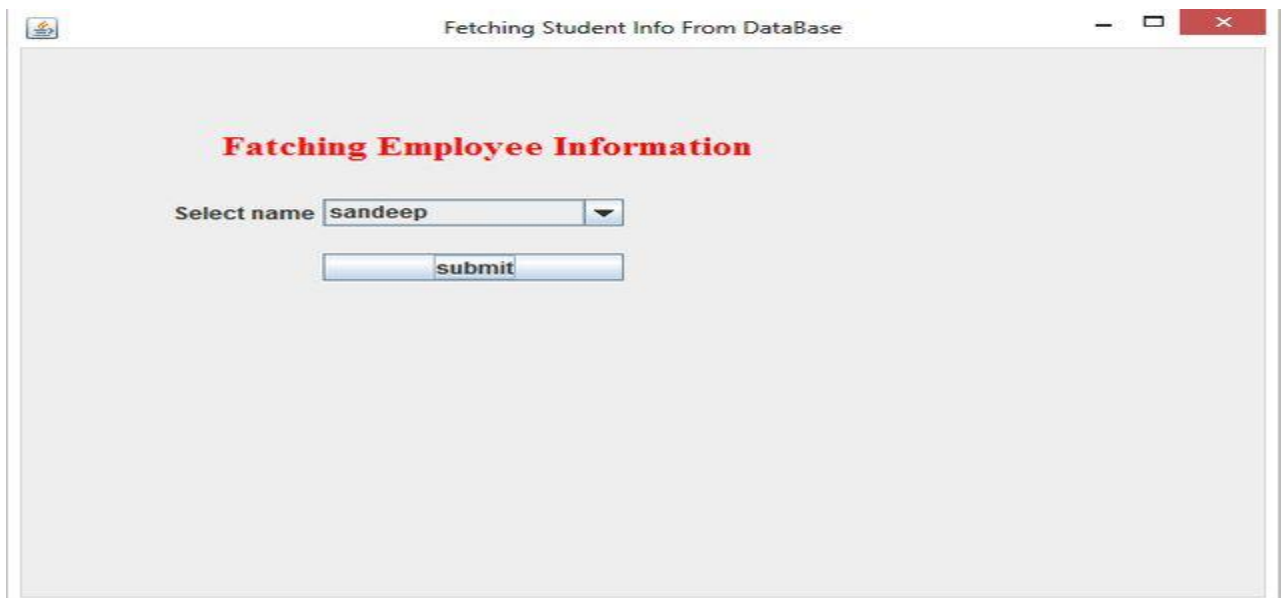 Fetching Student Info From DataBase
Fatching Employee Information
Select name sandeep
submit